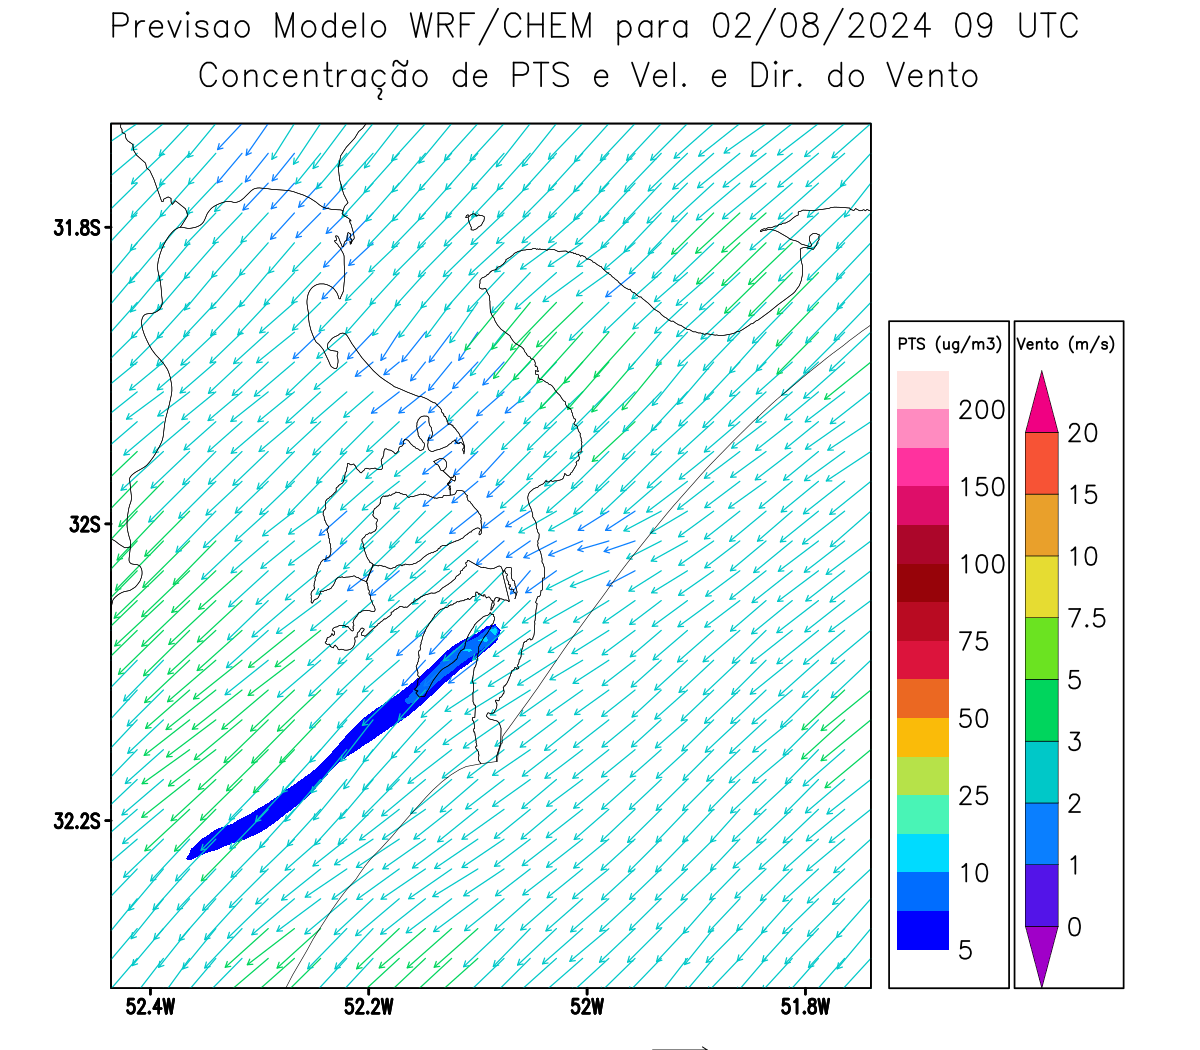 Previsao Modelo WRF/CHEM para 02/08/2024 09 UTC
Concentração de PTS e Vel. e Dir. do Vento
31.8S
32S
32.2S
52.4W 52.2W 52W 51.8W
PTS (ug/m3)
200
150
100
75
50
25
10
5
Vento (m/s)
20
15
10
7.5
5
3
2
1
0